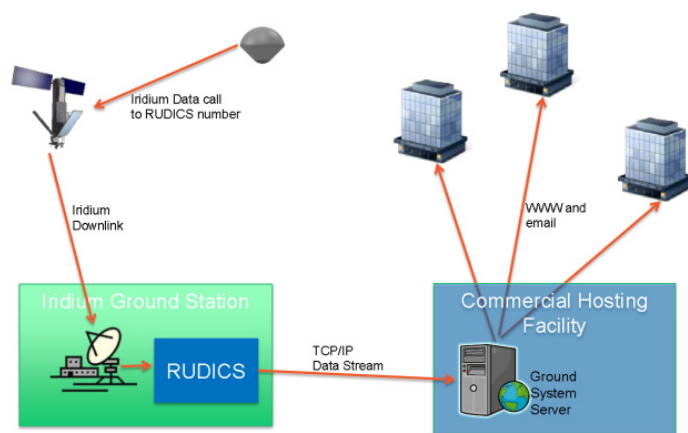 Iridium Data call
to RUDICS number
Iridium
Downlink
WWW and
email
Iridium Ground Station
Commercial Hosting
Facility
RUDICS
TCP/IP
Data Stream
Ground
System
Server